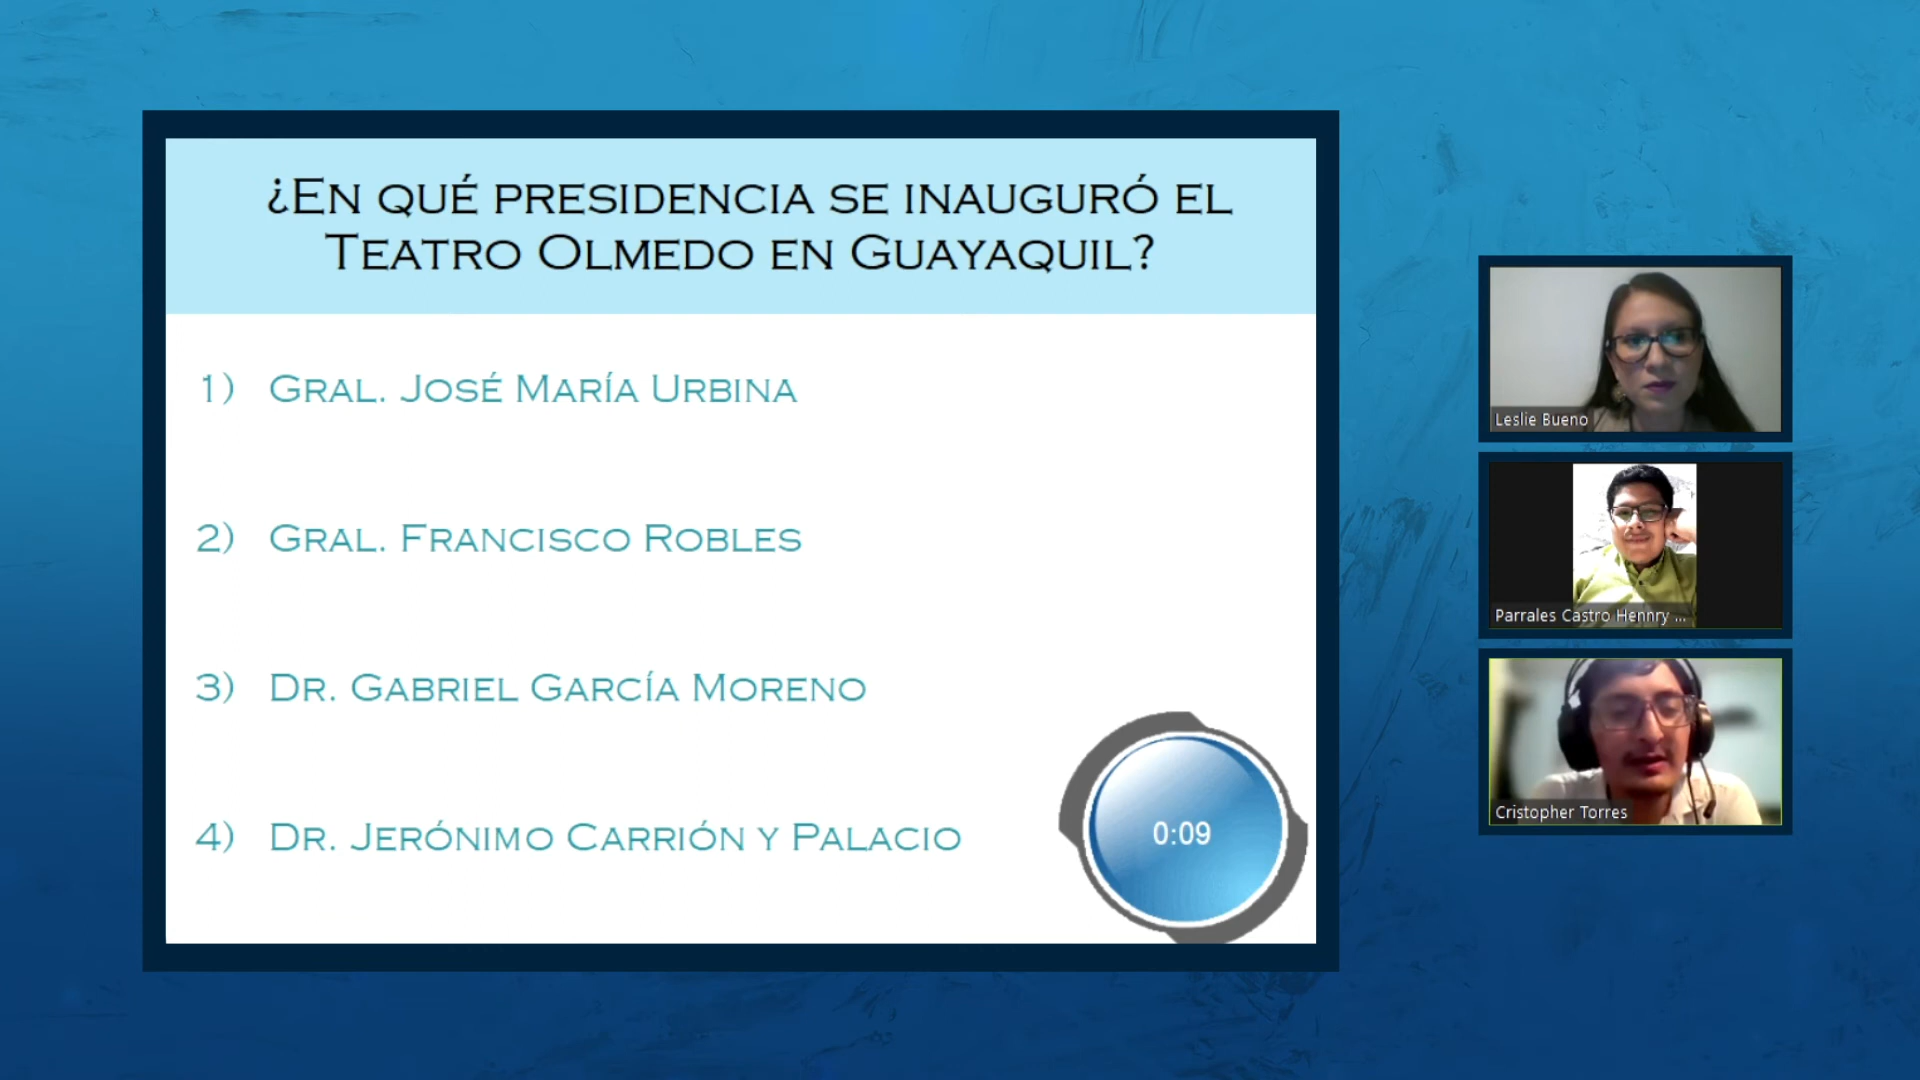 ¿En qué presidencia se inauguró el
Teatro Olmedo en Guayaquil?
1) Gral. José María Urbina
2) Gral. Francisco Robles
3) Dr. Gabriel García Moreno
4) Dr. Jerónimo Carrión y Palacio
0:09
Leslie Bueno
Parrales Castro Hennry ...
Cristopher Torres